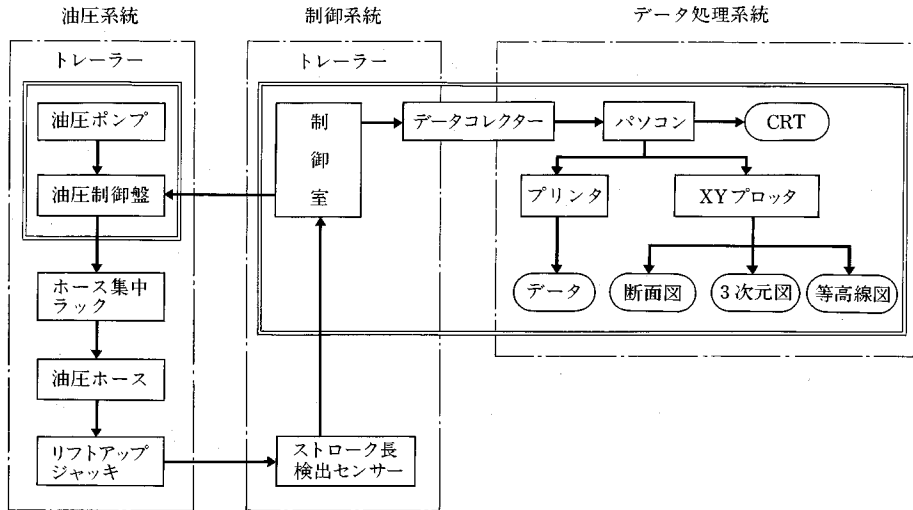 油圧系統
制御系統
データ処理系統
トレーラー
トレーラー
油圧ポンプ
制
御
室
データコレクター
パソコン
CRT
油圧制御盤
プリンタ
XYプロッタ
ホース集中
ラック
データ
断面図
3次元図
等高線図
油圧ホース
リフトアップ
ジャッキ
ストローク長
検出センサー